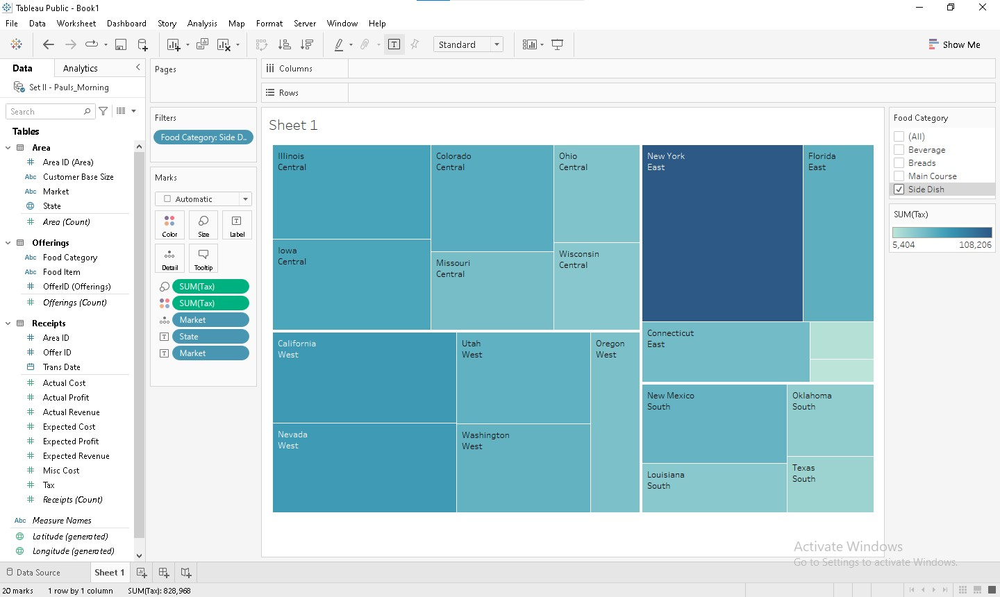 Tableau Public - Book1
File Data Worksheet Dashboard Story Analysis Map Format Server Window Help
Standard
Show Me
Data Analytics
Set II - Pauls_Morning
Search
Tables
Area
Area ID (Area)
Abc Customer Base Size
Abc Market
State
Area (Count)
Offerings
Abc Food Category
Abc Food Item
OfferID (Offerings)
Offerings (Count)
Receipts
Area ID
Offer ID
Trans Date
Actual Cost
Actual Profit
Actual Revenue
Expected Cost
Expected Profit
Expected Revenue
Misc Cost
Tax
Receipts (Count)
Abc Measure Names
Latitude (generated)
Longitude (generated)
Pages
Filters
Food Category: Side D..
Marks
Automatic
Color Size Label
Detail Tooltip
SUM(Tax)
SUM(Tax)
Market
State
Market
Columns
Rows
Sheet 1
Illinois
Central
Colorado
Central
Ohio
Central
Iowa
Central
Missouri
Central
Wisconsin
Central
New York
East
Florida
East
Connecticut
East
California
West
Utah
West
Oregon
West
Nevada
West
Washington
West
New Mexico
South
Oklahoma
South
Louisiana
South
Texas
South
Food Category
(All)
Beverage
Breads
Main Course
Side Dish
SUM(Tax)
5,404 108,206
Activate Windows
Go to Settings to activate Windows.
Data Source Sheet 1
20 marks 1 row by 1 column SUM(Tax): 828,968